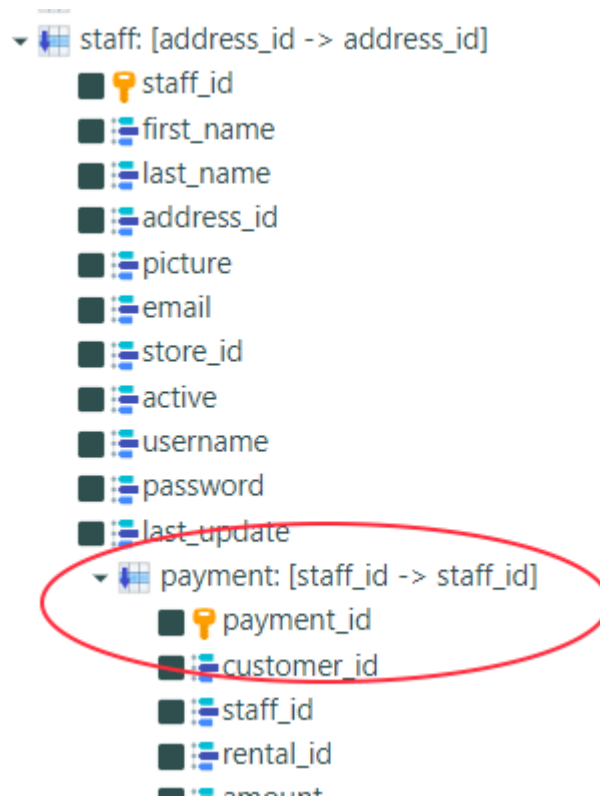 staff: [address_id -> address_id]
staff_id
first_name
last_name
address_id
picture
email
store_id
active
username
password
last_update
payment: [staff_id -> staff_id]
payment_id
customer_id
staff_id
rental_id
amount